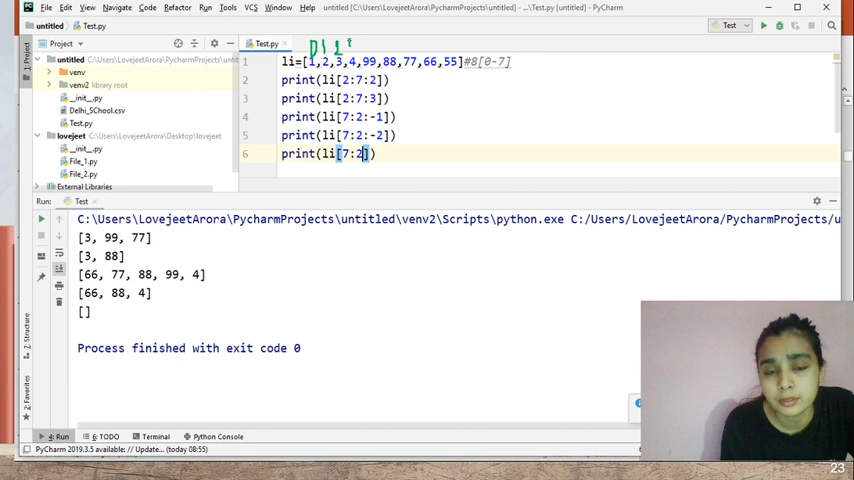 File Edit View Navigate Code Refactor Run Tools VCS Window Help untitled [C:\Users\LovejeetArora\PycharmProjects\untitled] - ...\Test.py [untitled] - PyCharm
untitled Test.py Test
Project Test.py
1: Project
untitled
venv
venv2 library root
__init__.py
Delhi_SChool.csv
Test.py
lovejeet C:\Users\LovejeetArora\Desktop\lovejeet
__init__.py
File_1.py
File_2.py
External Libraries
1 li=[1,2,3,4,99,88,77,66,55]#8[0-7]
2 print(li[2:7:2])
3 print(li[2:7:3])
4 print(li[7:2:-1])
5 print(li[7:2:-2])
6 print(li[7:2])
Run: Test
C:\Users\LovejeetArora\PycharmProjects\untitled\venv2\Scripts\python.exe C:/Users/LovejeetArora/PycharmProjects/u
[3, 99, 77]
[3, 88]
[66, 77, 88, 99, 4]
[66, 88, 4]
[]
Process finished with exit code 0
7: Structure
2: Favorites
4: Run 6: TODO Terminal Python Console
PyCharm 2019.3.5 available: // Update... (today 08:55)
23